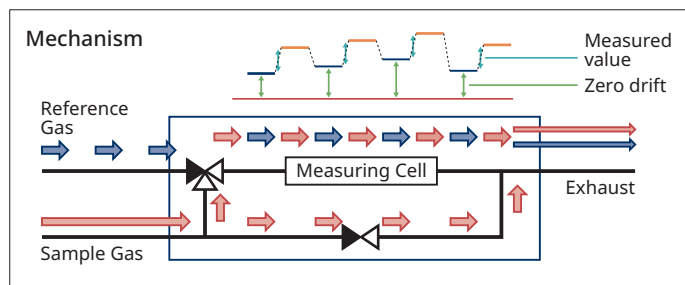 Mechanism
Measured
value
Zero drift
Reference
Gas
Measuring Cell
Exhaust
Sample Gas